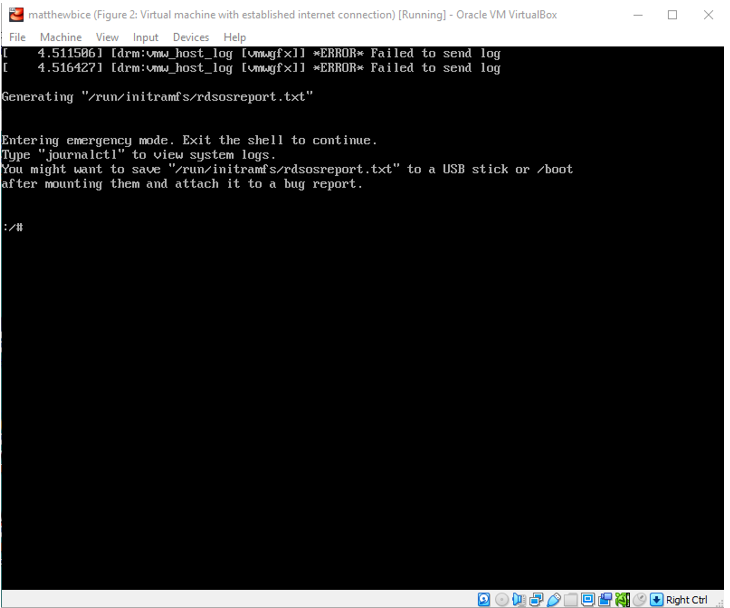 matthewbice (Figure 2: Virtual machine with established internet connection) [Running] - Oracle VM VirtualBox
File Machine View Input Devices Help
[    4.511506] [drm:vmw_host_log [vmwgfx]] *ERROR* Failed to send log
[    4.516427] [drm:vmw_host_log [vmwgfx]] *ERROR* Failed to send log
Generating "/run/initramfs/rdsosreport.txt"
Entering emergency mode. Exit the shell to continue.
Type "journalctl" to view system logs.
You might want to save "/run/initramfs/rdsosreport.txt" to a USB stick or /boot
after mounting them and attach it to a bug report.
:/#
Right Ctrl